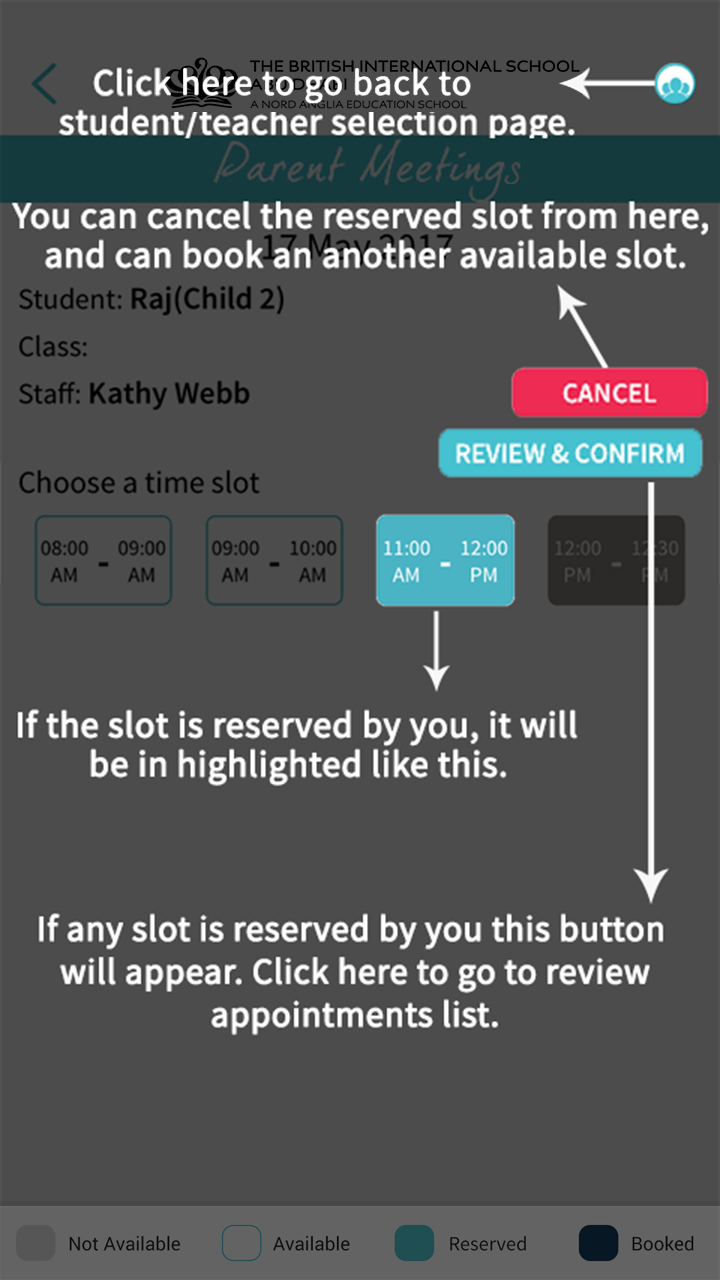 THE BRITISH INTERNATIONAL SCHOOL
Click here to go back to
A NORD ANGLIA EDUCATION SCHOOL
student/teacher selection page.
Parent Meetings
You can cancel the reserved slot from here,
17 May 2017
and can book an another available slot.
Student: Raj(Child 2)
Class:
Staff: Kathy Webb
CANCEL
REVIEW & CONFIRM
Choose a time slot
08:00 AM - 09:00 AM
09:00 AM - 10:00 AM
11:00 AM - 12:00 PM
12:00 PM - 12:30 PM
If the slot is reserved by you, it will
be in highlighted like this.
If any slot is reserved by you this button
will appear. Click here to go to review
appointments list.
Not Available
Available
Reserved
Booked